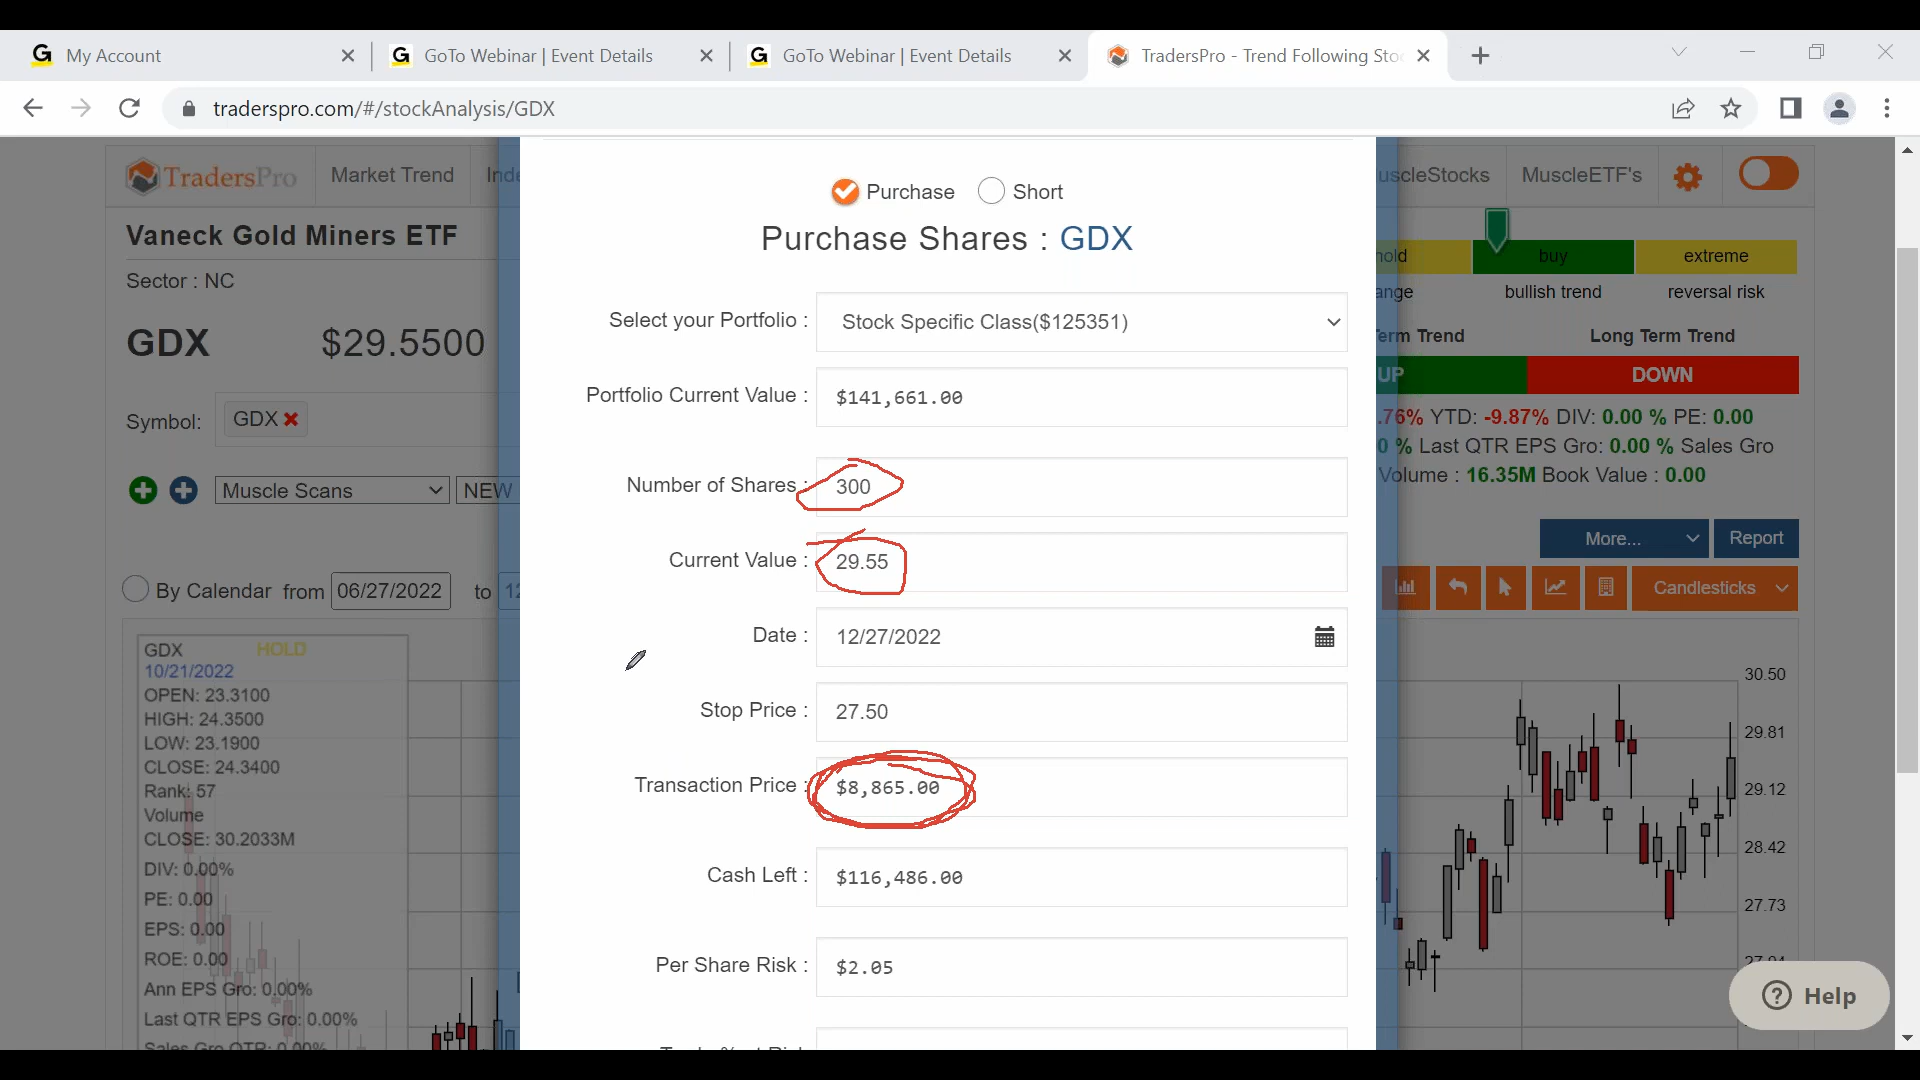 My Account
GoTo Webinar | Event Details
GoTo Webinar | Event Details
TradersPro - Trend Following Sto
traderspro.com/#/stockAnalysis/GDX
TradersPro
Market Trend
Inde
uscleStocks
MuscleETF's
Purchase
Short
Purchase Shares : GDX
Vaneck Gold Miners ETF
Sector : NC
GDX
$29.5500
Symbol:
GDX
Muscle Scans
NEW
By Calendar from 06/27/2022 to 12
hold
buy
extreme
ange
bullish trend
reversal risk
Term Trend
Long Term Trend
UP
DOWN
.76% YTD: -9.87% DIV: 0.00 % PE: 0.00
0 % Last QTR EPS Gro: 0.00 % Sales Gro
Volume : 16.35M Book Value : 0.00
More...
Report
Candlesticks
Select your Portfolio :
Stock Specific Class($125351)
Portfolio Current Value :
$141,661.00
Number of Shares :
300
Current Value :
29.55
Date :
12/27/2022
Stop Price :
27.50
Transaction Price :
$8,865.00
Cash Left :
$116,486.00
Per Share Risk :
$2.05
GDX
HOLD
10/21/2022
OPEN: 23.3100
HIGH: 24.3500
LOW: 23.1900
CLOSE: 24.3400
Rank: 57
Volume
CLOSE: 30.2033M
DIV: 0.00%
PE: 0.00
EPS: 0.00
ROE: 0.00
Ann EPS Gro: 0.00%
Last QTR EPS Gro: 0.00%
Sales Gro QTR: 0.00%
30.50
29.81
29.12
28.42
27.73
Help